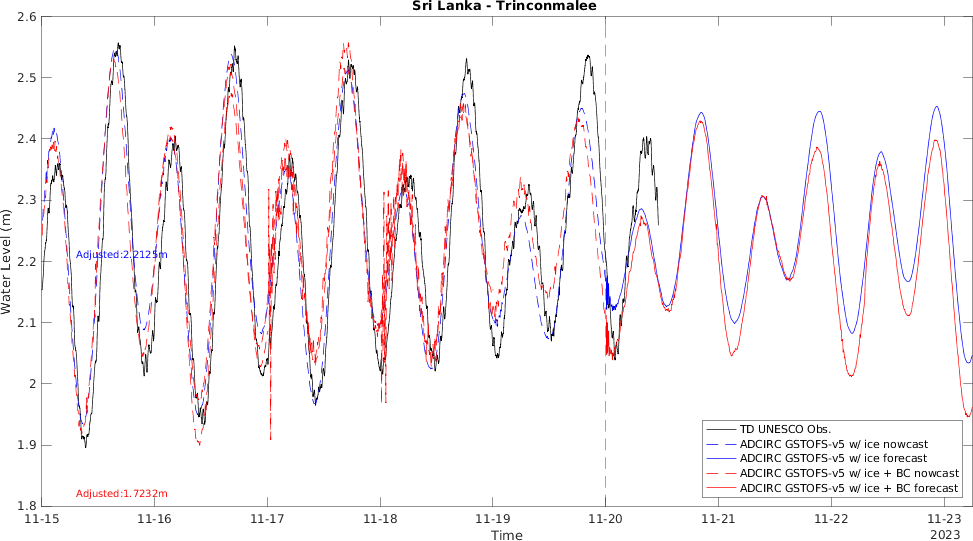 Sri Lanka - Trinconmalee
2.6
2.5
2.4
2.3
2.2
2.1
2
1.9
1.8
Water Level (m)
Adjusted:2.2125m
Adjusted:1.7232m
TD UNESCO Obs.
ADCIRC GSTOFS-v5 w/ ice nowcast
ADCIRC GSTOFS-v5 w/ ice forecast
ADCIRC GSTOFS-v5 w/ ice + BC nowcast
ADCIRC GSTOFS-v5 w/ ice + BC forecast
11-15 11-16 11-17 11-18 11-19 11-20 11-21 11-22 11-23
Time
2023